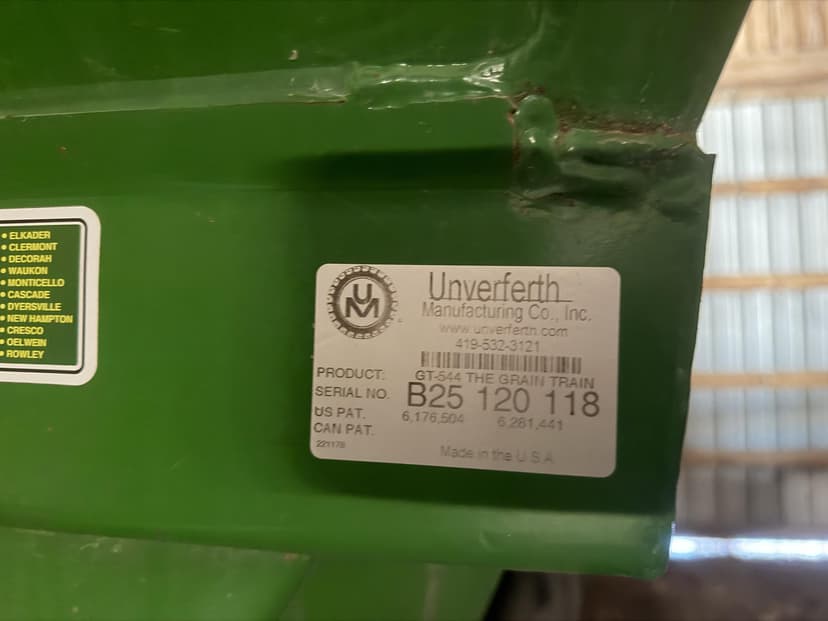 • ELKADER
• CLERMONT
• DECORAH
• WAUKON
• MONTICELLO
• CASCADE
• DYERSVILLE
• NEW HAMPTON
• CRESCO
• OELWEIN
• ROWLEY
UM
Unverferth
Manufacturing Co., Inc.
www.unverferth.com
419-532-3121
PRODUCT: GT-544 THE GRAIN TRAIN
SERIAL NO. B25 120 118
US PAT. 6,176,504 6,281,441
CAN PAT.
221178
Made in the U.S.A